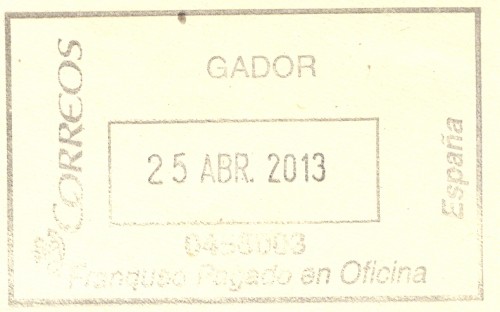 GADOR
CORREOS
25 ABR. 2013
España
Franqueo Pagado en Oficina